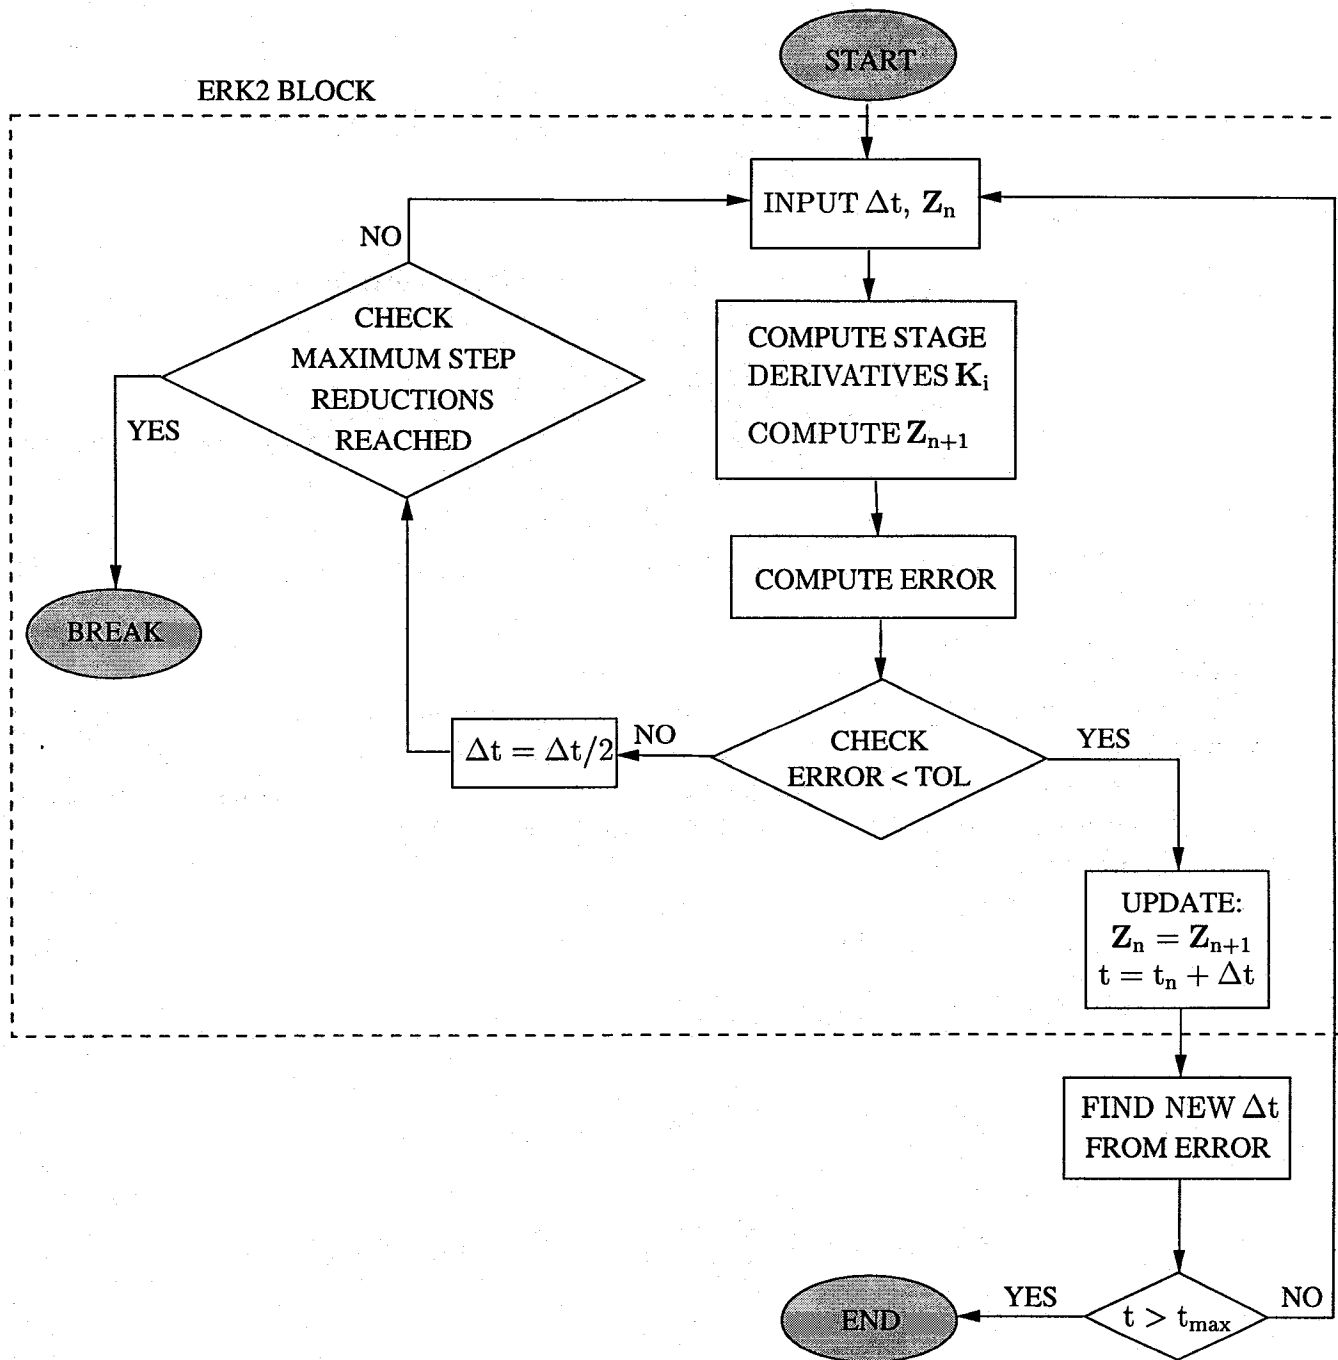 START
ERK2 BLOCK
INPUT Δt, Zₙ
NO
CHECK
MAXIMUM STEP
REDUCTIONS
REACHED
YES
COMPUTE STAGE
DERIVATIVES Kᵢ
COMPUTE Zₙ₊₁
COMPUTE ERROR
BREAK
Δt = Δt/2
NO
CHECK
ERROR < TOL
YES
UPDATE:
Zₙ = Zₙ₊₁
t = tₙ + Δt
FIND NEW Δt
FROM ERROR
END
YES
t > t_max
NO